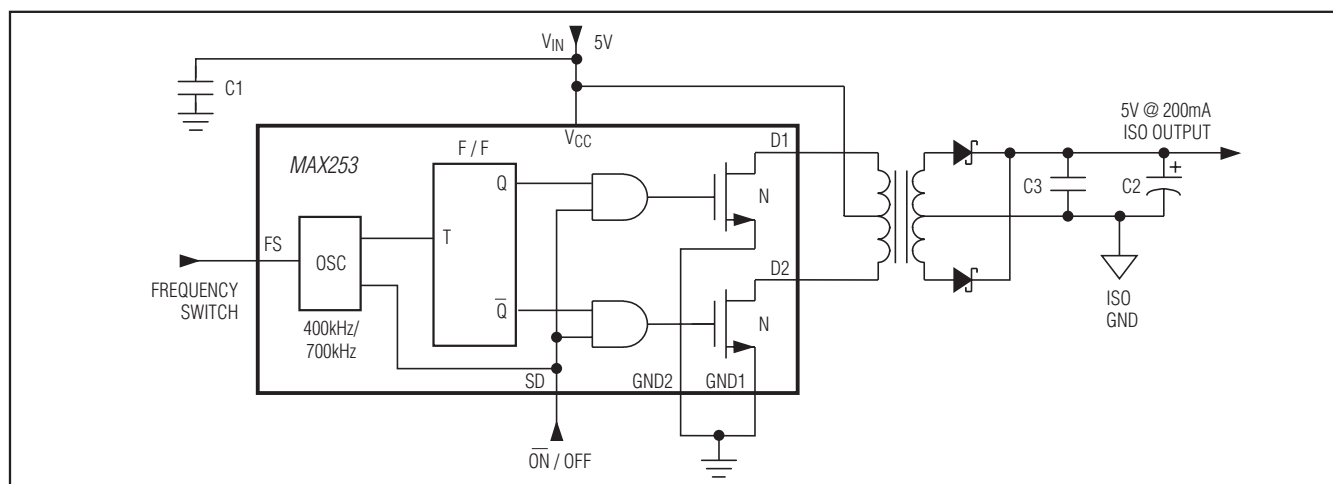 VIN 5V
C1
5V @ 200mA
ISO OUTPUT
VCC
D1
MAX253
F / F
Q
N
C3
C2
+
FS
T
OSC
D2
FREQUENCY
SWITCH
Q̅
N
ISO
GND
400kHz/
700kHz
SD
GND2
GND1
O̅N̅ / OFF